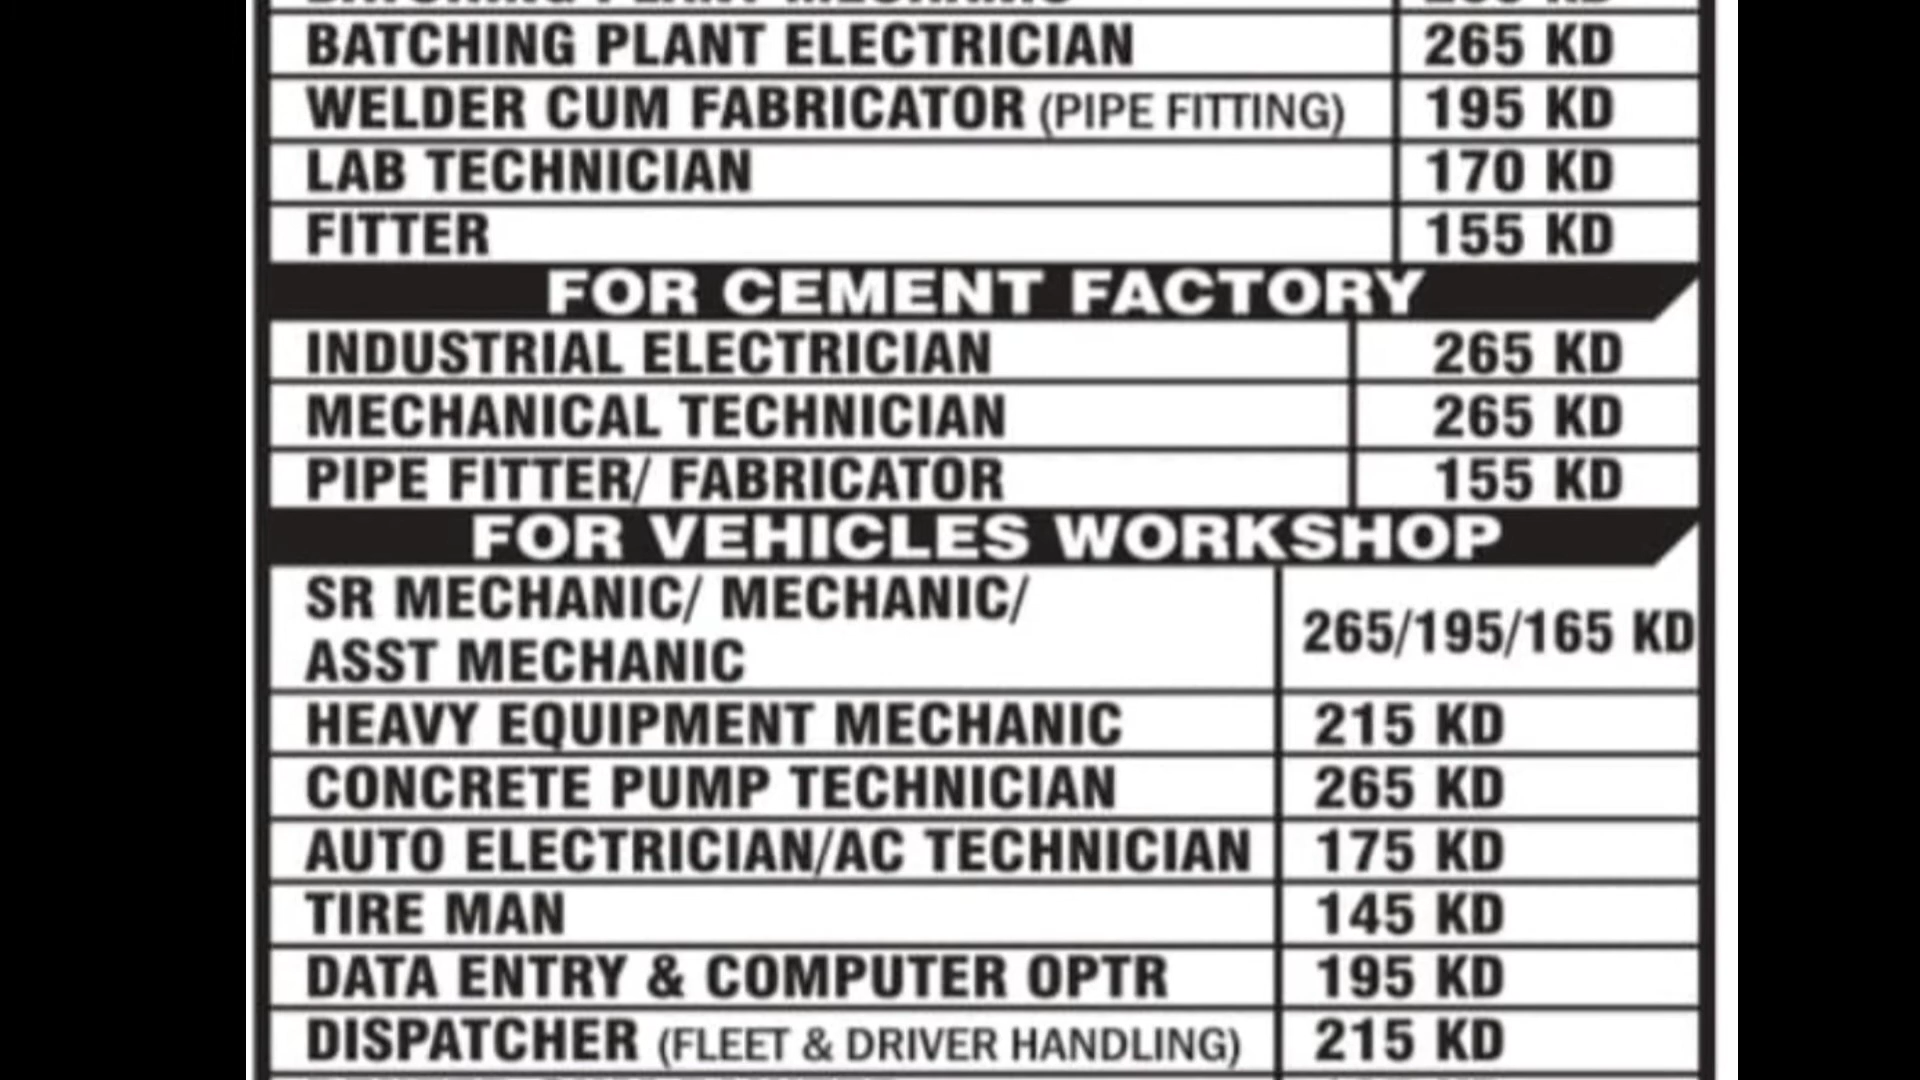 BATCHING PLANT ELECTRICIAN 265 KD
WELDER CUM FABRICATOR (PIPE FITTING) 195 KD
LAB TECHNICIAN 170 KD
FITTER 155 KD
FOR CEMENT FACTORY
INDUSTRIAL ELECTRICIAN 265 KD
MECHANICAL TECHNICIAN 265 KD
PIPE FITTER/ FABRICATOR 155 KD
FOR VEHICLES WORKSHOP
SR MECHANIC/ MECHANIC/
ASST MECHANIC 265/195/165 KD
HEAVY EQUIPMENT MECHANIC 215 KD
CONCRETE PUMP TECHNICIAN 265 KD
AUTO ELECTRICIAN/AC TECHNICIAN 175 KD
TIRE MAN 145 KD
DATA ENTRY & COMPUTER OPTR 195 KD
DISPATCHER (FLEET & DRIVER HANDLING) 215 KD